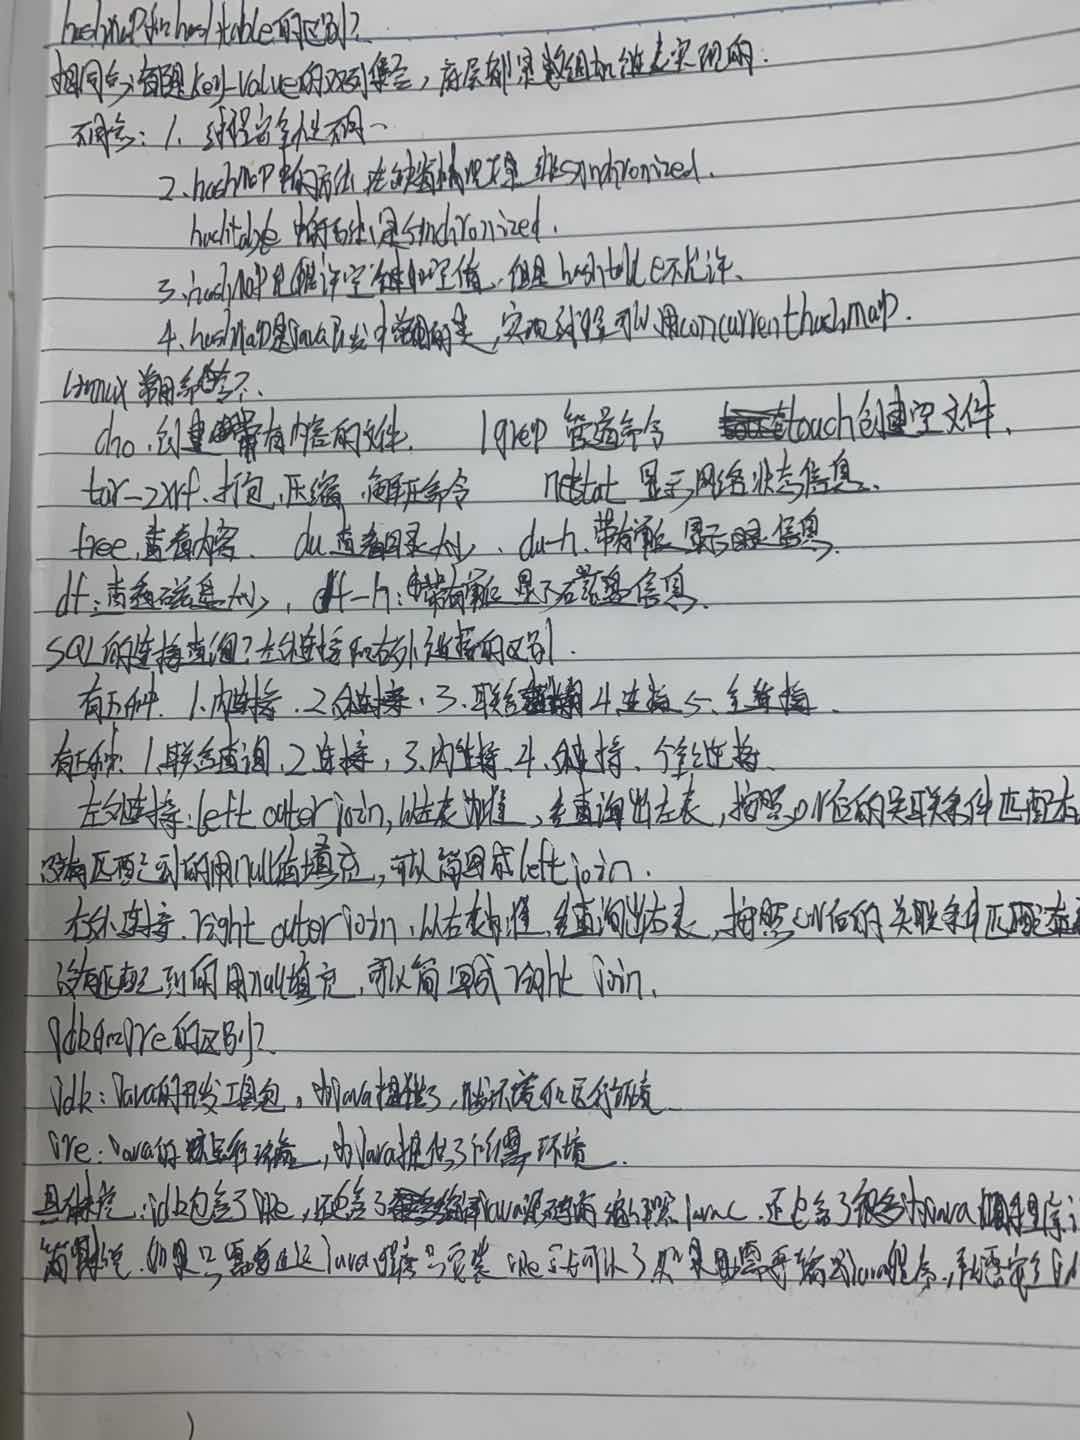 hashMap和hashtable的区别?
相同点:都是key-value的双列集合,底层都是数组和链表实现的.
不同点:1.线程安全性不同.
2.hashMap中的方法在缺省情况下是非synchronized.
hashtable中的方法是synchronized.
3.hashMap允许空键和空值,但是hashtable不允许.
4.hashMap是Java开发中常用的类,实现线程可以用concurrenthashmap.
Linux常用命令?
echo.创建带有内容的文件. |grep 管道命令 touch创建空文件.
tar-zxvf.打包,压缩,解压命令 netstat 显示网络状态信息.
tree.查看内容. du查看目录大小. du-h.带有单位显示目录信息.
df:查看磁盘大小, df-h:带有单位显示磁盘信息.
SQL的连接查询?左外连接和右外连接的区别.
有五种. 1.内连接.2外连接.3.联合 4.连接5.全连接.
有五种:1.联合查询.2连接,3.内连接.4.外连接.全连接.
左外连接:left outer join,以左表为准,去查询出左表,按照on后的关联条件匹配右
没有匹配到的用null值填充,可以简写成left join.
右外连接.right outer join.以右表为准,去查询出右表,按照on后的关联条件匹配左表
没有匹配到的用null填充,可以简写成right join.
jdk和jre的区别?
jdk:java的开发工具包,为java提供了,开发环境和运行环境.
jre:java的运行环境,为java提供了所需环境.
具体来说:jdk包含了jre,还包含了java源码的编译器javac.还包含了很多java
简单来说.如果只需要运行java程序只安装jre就可以了如果需要编写java程序,